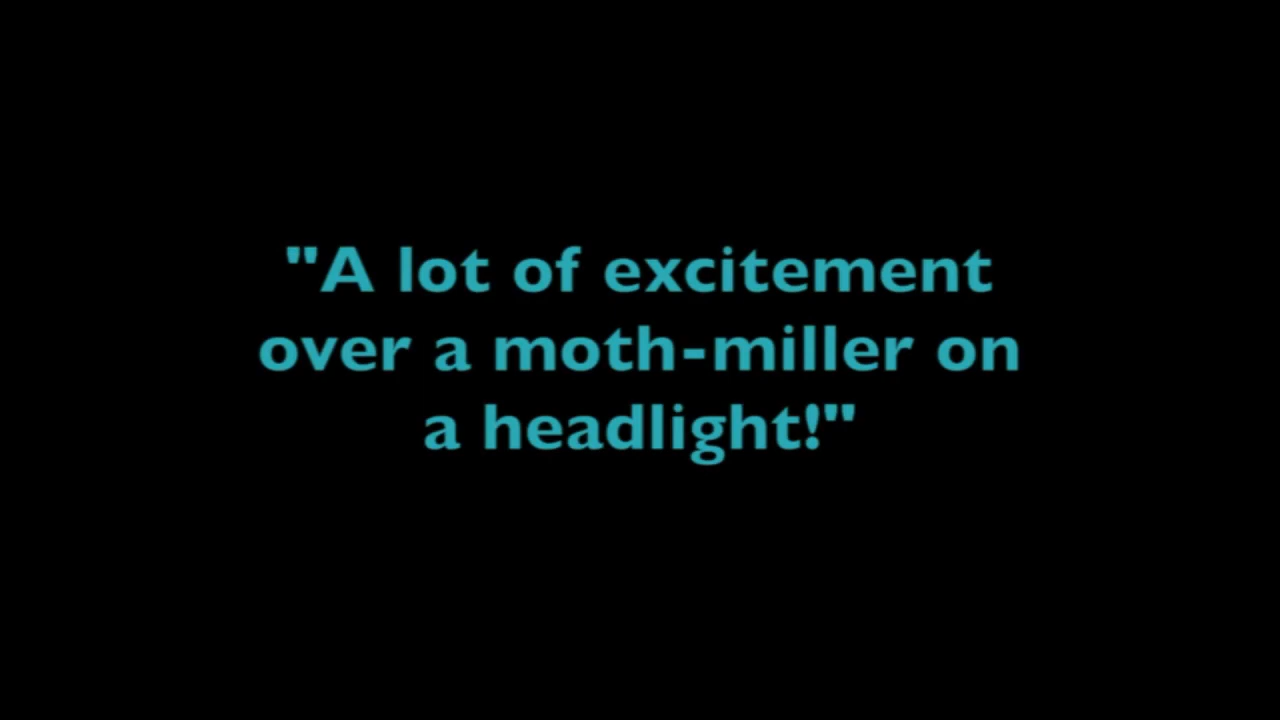 "A lot of excitement
over a moth-miller on
a headlight!"